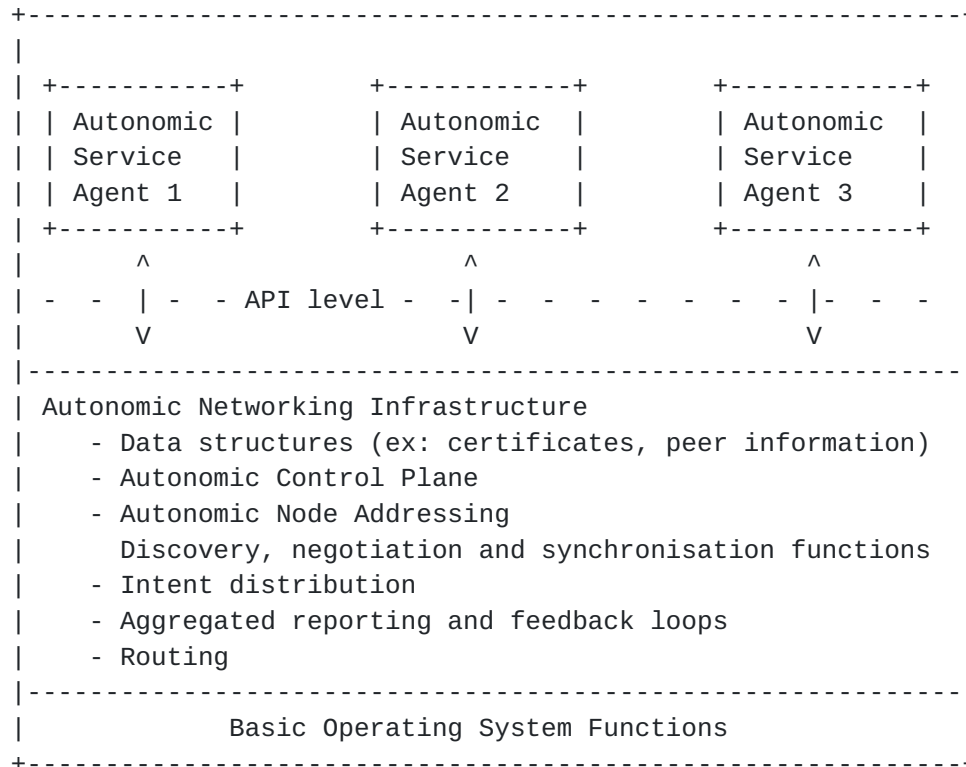 Autonomic Autonomic Autonomic
Service Service Service
Agent 1 Agent 2 Agent 3
API level
Autonomic Networking Infrastructure
- Data structures (ex: certificates, peer information)
- Autonomic Control Plane
- Autonomic Node Addressing
Discovery, negotiation and synchronisation functions
- Intent distribution
- Aggregated reporting and feedback loops
- Routing
Basic Operating System Functions